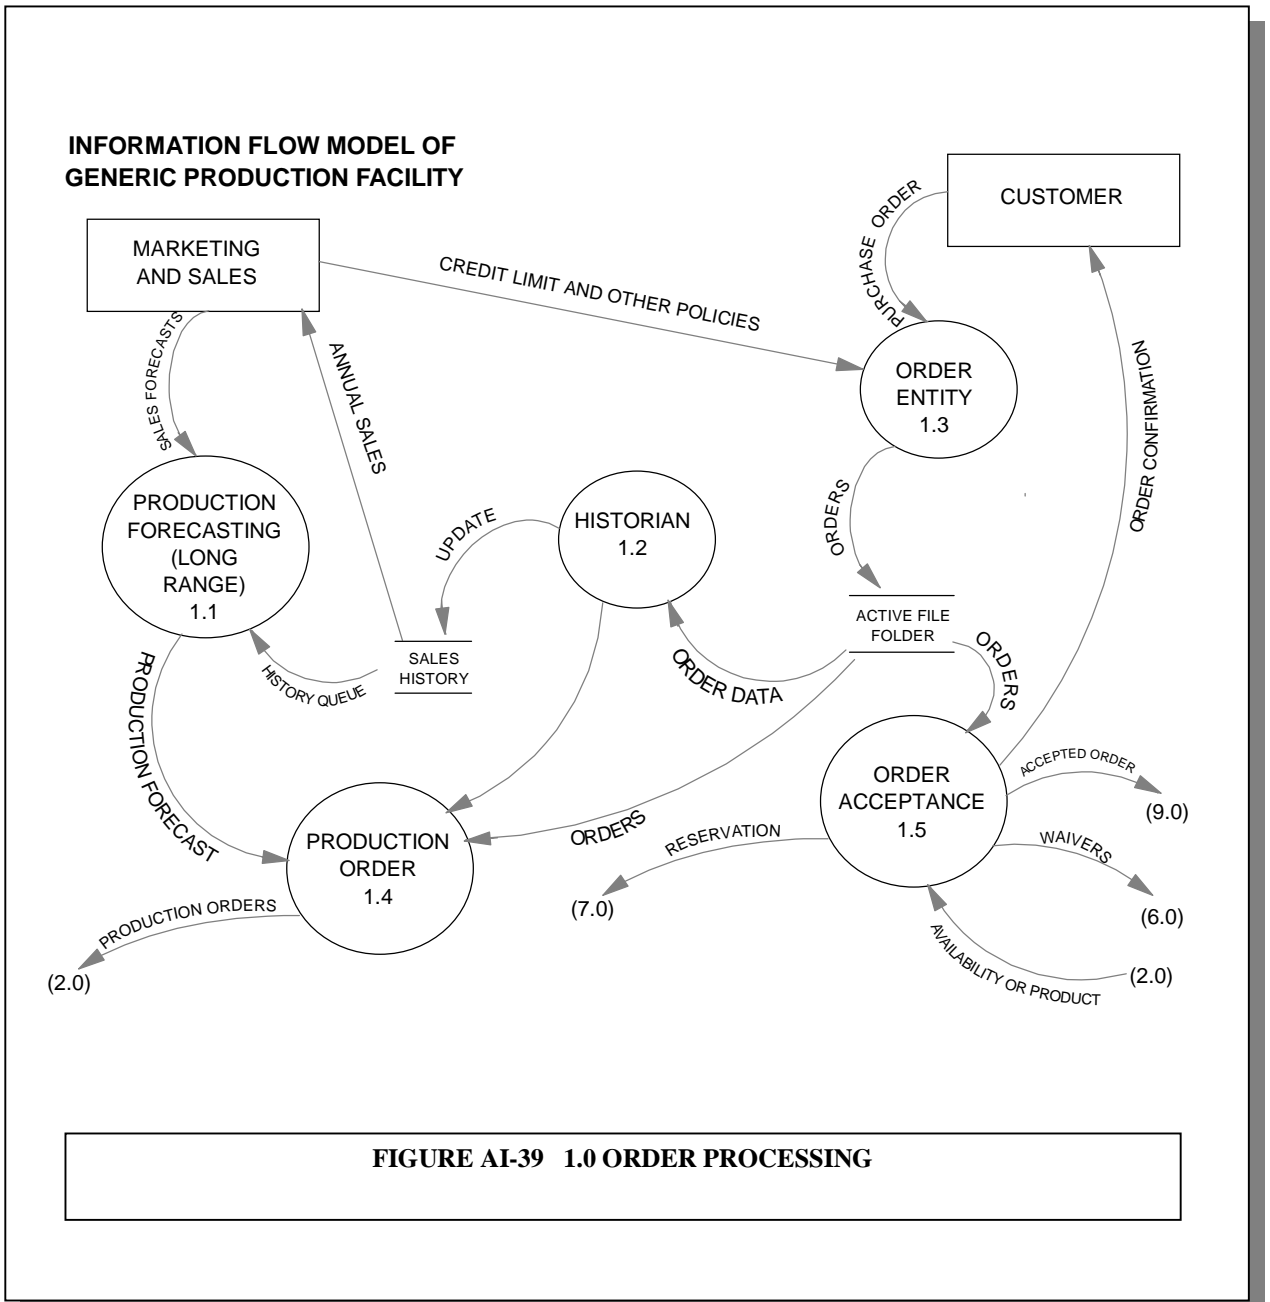 INFORMATION FLOW MODEL OF
GENERIC PRODUCTION FACILITY
CUSTOMER
MARKETING
AND SALES
PURCHASE ORDER
CREDIT LIMIT AND OTHER POLICIES
SALES FORECASTS
ANNUAL SALES
ORDER CONFIRMATION
ORDER
ENTITY
1.3
PRODUCTION
FORECASTING
(LONG
RANGE)
1.1
UPDATE
HISTORIAN
1.2
ORDERS
ACTIVE FILE
FOLDER
SALES
HISTORY
HISTORY QUEUE
ORDER DATA
ORDERS
PRODUCTION FORECAST
ORDER
ACCEPTANCE
1.5
ACCEPTED ORDER
(9.0)
PRODUCTION
ORDER
1.4
ORDERS
RESERVATION
(7.0)
WAIVERS
(6.0)
PRODUCTION ORDERS
(2.0)
AVAILABILITY OR PRODUCT
(2.0)
FIGURE AI-39 1.0 ORDER PROCESSING